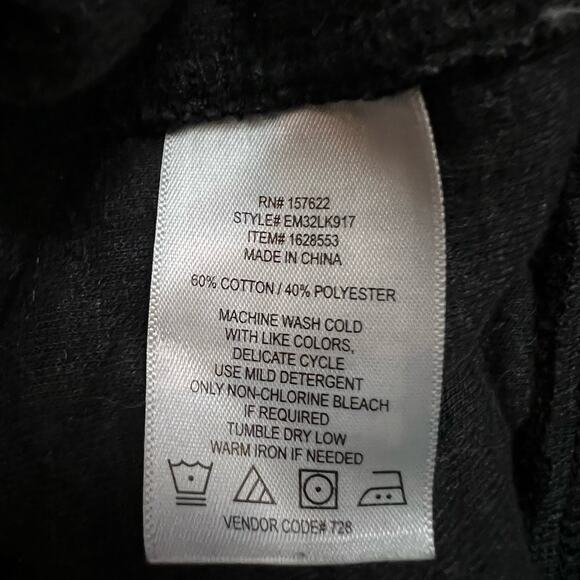 RN# 157622
STYLE# EM32LK917
ITEM# 1628553
MADE IN CHINA
60% COTTON / 40% POLYESTER
MACHINE WASH COLD
WITH LIKE COLORS,
DELICATE CYCLE
USE MILD DETERGENT
ONLY NON-CHLORINE BLEACH
IF REQUIRED
TUMBLE DRY LOW
WARM IRON IF NEEDED
VENDOR CODE# 728